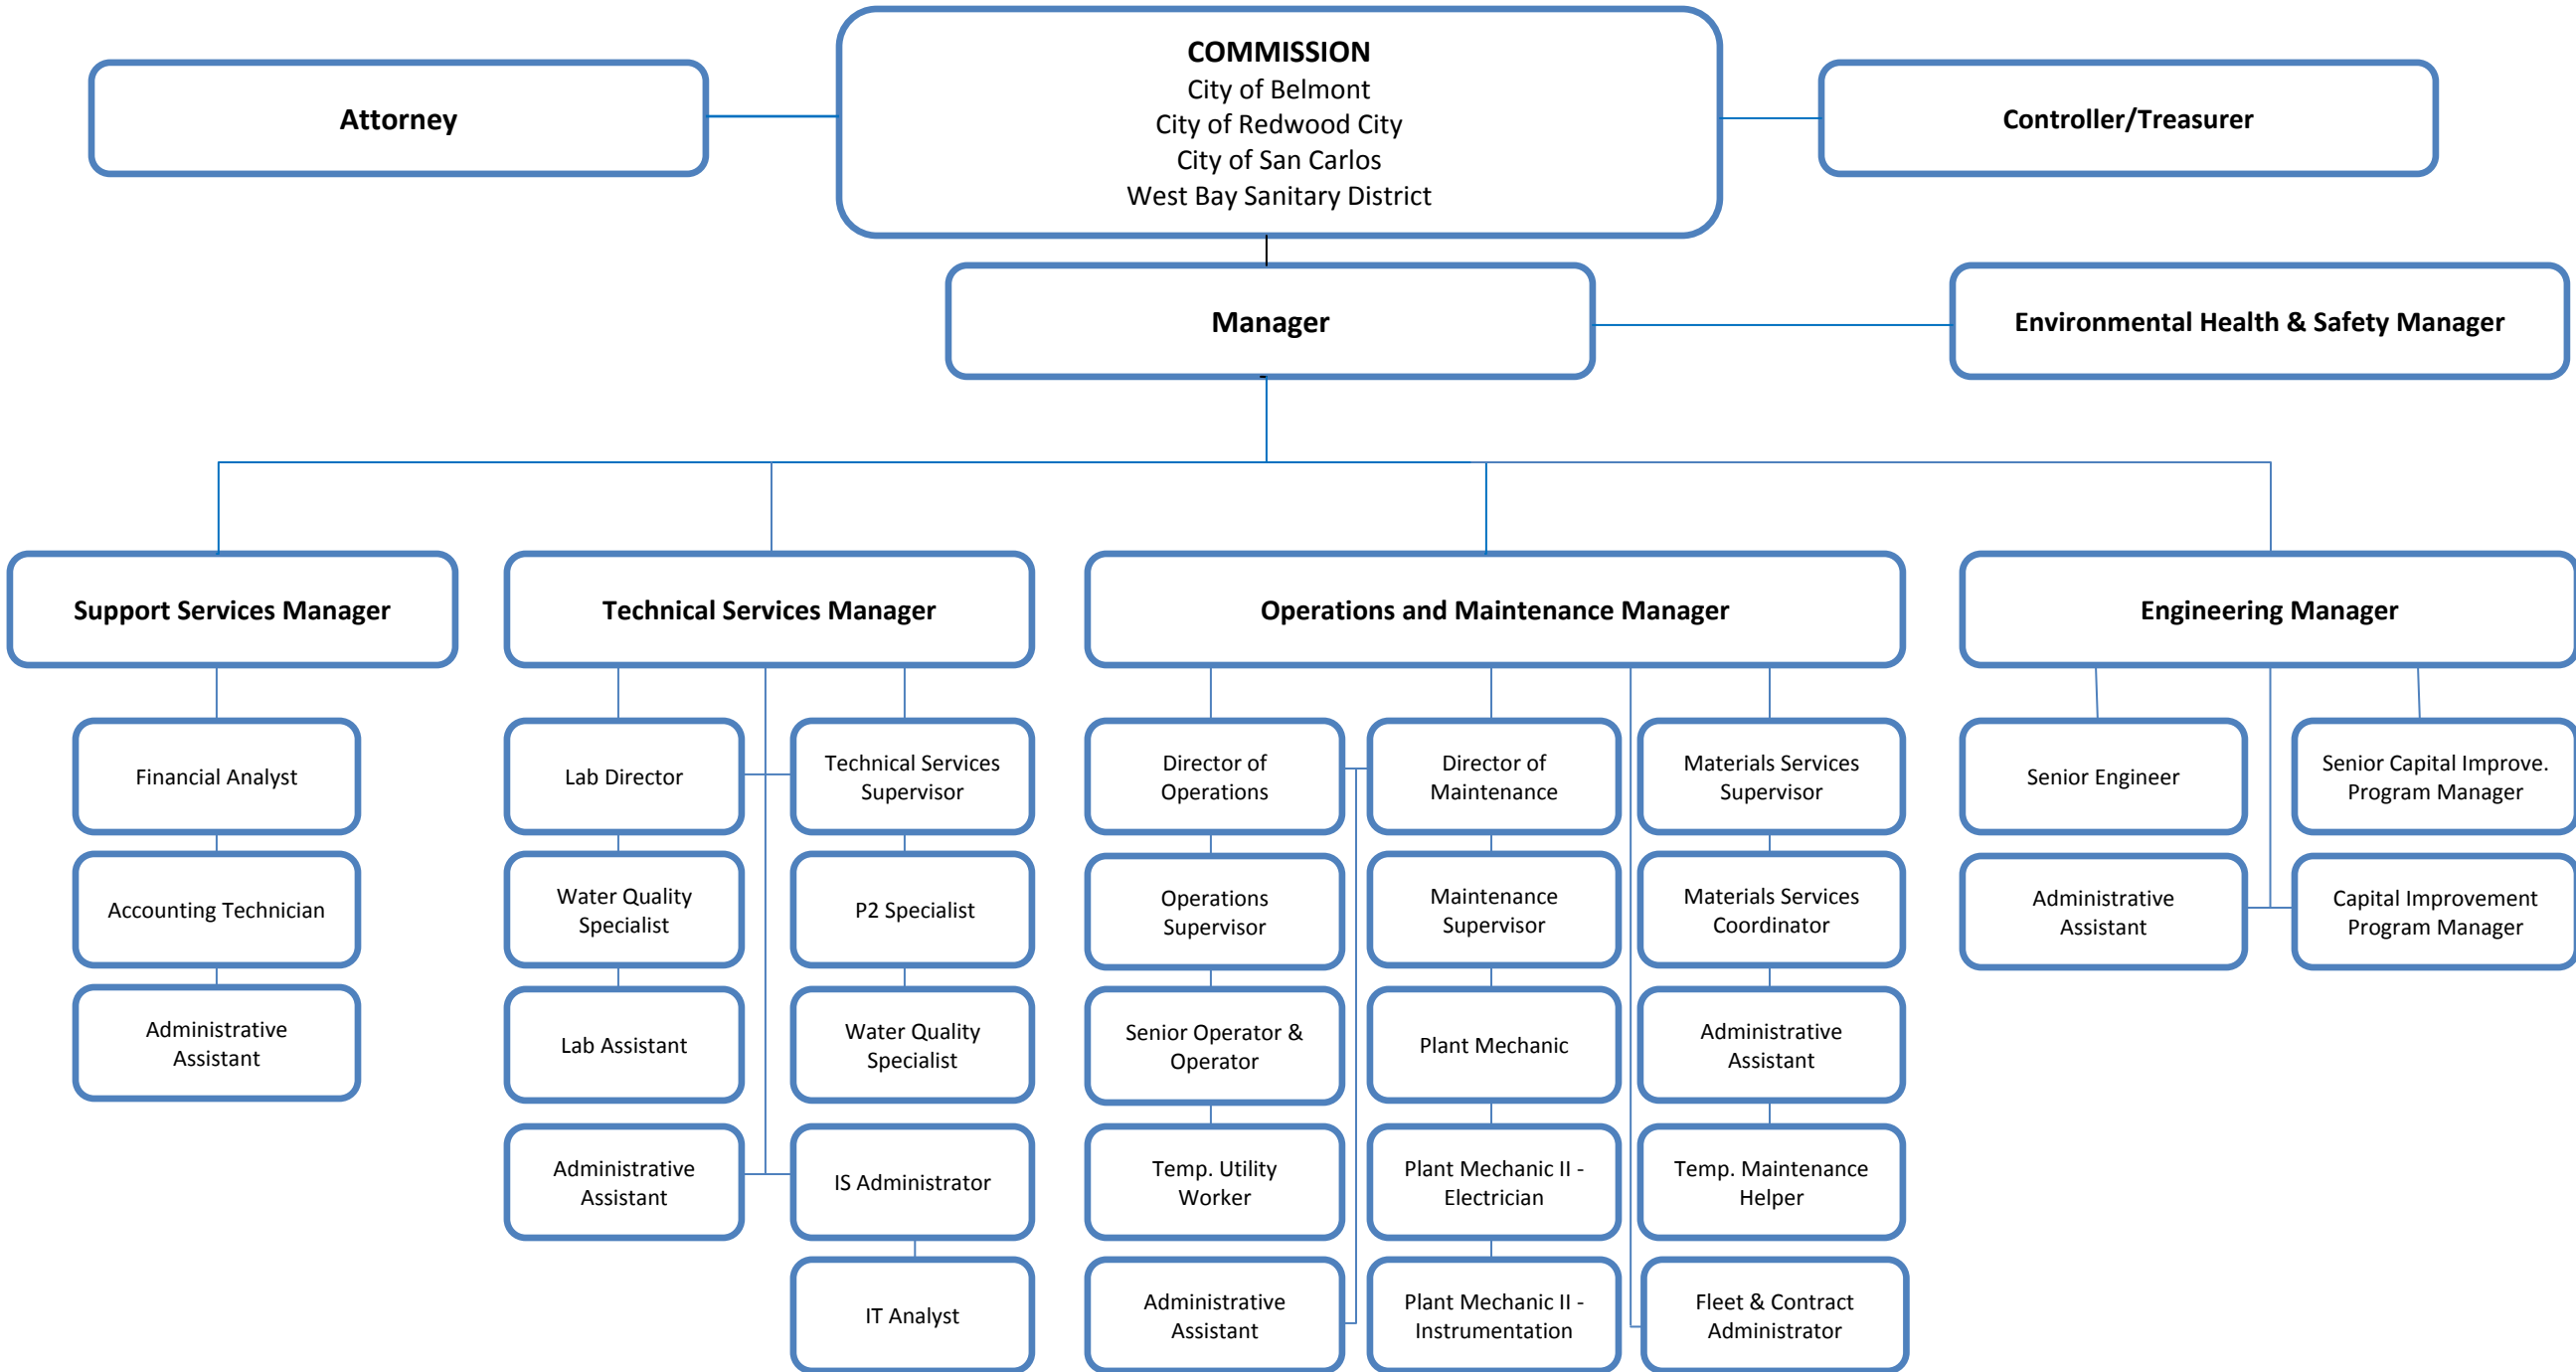 COMMISSION
City of Belmont
City of Redwood City
City of San Carlos
West Bay Sanitary District
Attorney
Controller/Treasurer
Manager
Environmental Health & Safety Manager
Support Services Manager
Technical Services Manager
Operations and Maintenance Manager
Engineering Manager
Financial Analyst
Accounting Technician
Administrative
Assistant
Lab Director
Water Quality
Specialist
Lab Assistant
Administrative
Assistant
Technical Services
Supervisor
P2 Specialist
Water Quality
Specialist
IS Administrator
IT Analyst
Director of
Operations
Operations
Supervisor
Senior Operator &
Operator
Temp. Utility
Worker
Administrative
Assistant
Director of
Maintenance
Maintenance
Supervisor
Plant Mechanic
Plant Mechanic II -
Electrician
Plant Mechanic II -
Instrumentation
Materials Services
Supervisor
Materials Services
Coordinator
Administrative
Assistant
Temp. Maintenance
Helper
Fleet & Contract
Administrator
Senior Engineer
Administrative
Assistant
Senior Capital Improve.
Program Manager
Capital Improvement
Program Manager